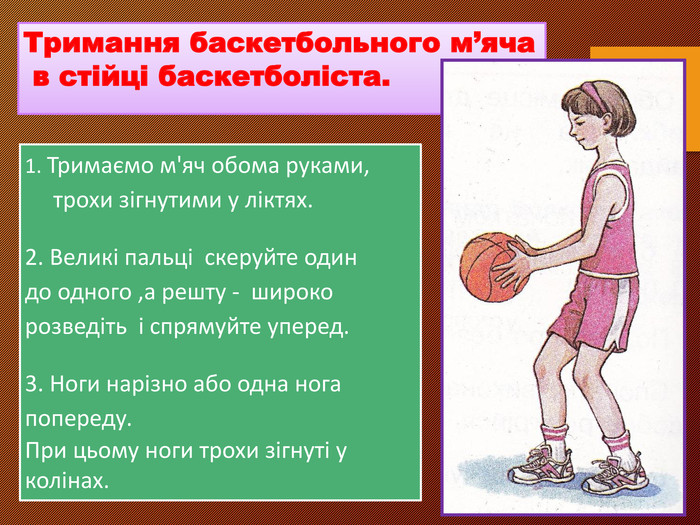 Тримання баскетбольного м’яча
в стійці баскетболіста.
1. Тримаємо м'яч обома руками,
трохи зігнутими у ліктях.
2. Великі пальці скеруйте один
до одного ,а решту - широко
розведіть і спрямуйте уперед.
3. Ноги нарізно або одна нога
попереду.
При цьому ноги трохи зігнуті у
колінах.